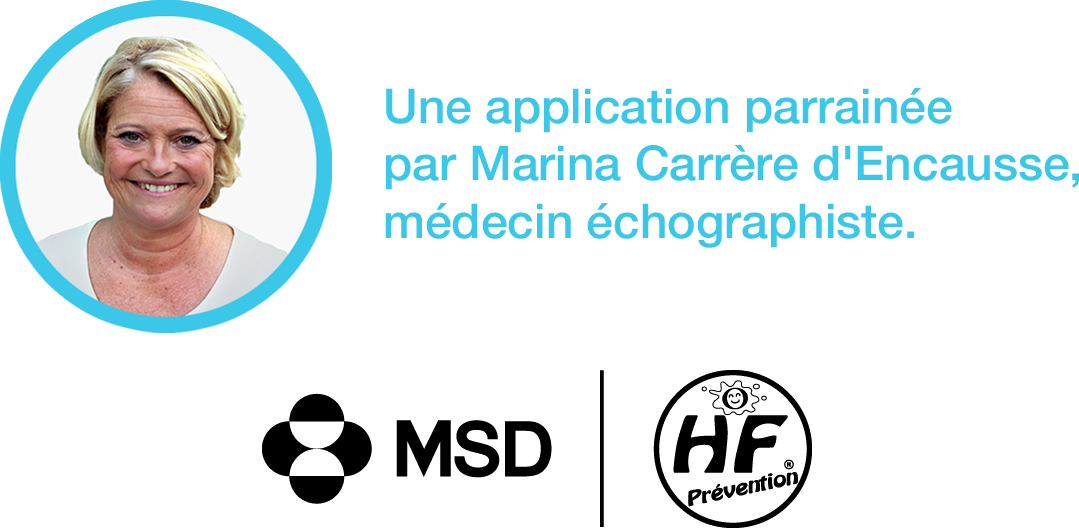 Une application parrainée
par Marina Carrère d'Encausse,
médecin échographiste.
MSD
HF
Prévention
®